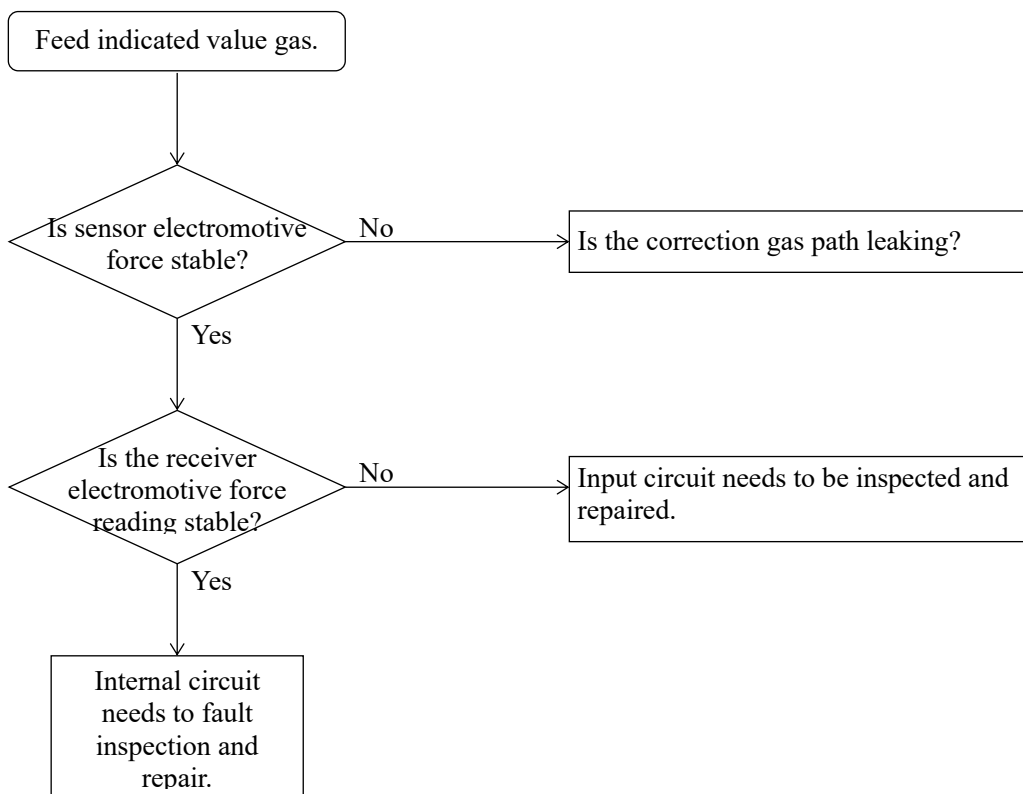 Feed indicated value gas.
Is sensor electromotive
force stable?
No
Is the correction gas path leaking?
Yes
Is the receiver
electromotive force
reading stable?
No
Input circuit needs to be inspected and
repaired.
Yes
Internal circuit
needs to fault
inspection and
repair.